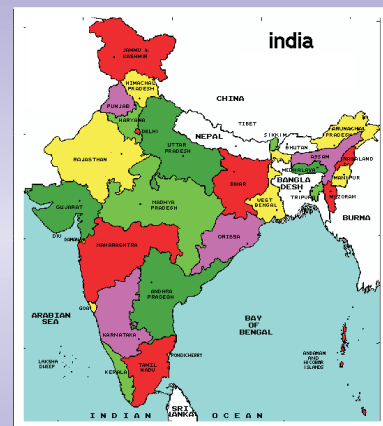 india
JAMMU &
KASHMIR
HIMACHAL
PRADESH
PUNJAB
HARYANA
DELHI
CHINA
TIBET
NEPAL
SIKKIM
BHUTAN
ARUNACHAL
PRADESH
UTTAR
PRADESH
RAJASTHAN
ASSAM
NAGALAND
MEGHALAYA
MANIPUR
BIHAR
BANGLA
DESH
TRIPURA
MIZORAM
GUJARAT
MADHYA
PRADESH
WEST
BENGAL
BURMA
DIU
DAMAN
MAHARASHTRA
ORISSA
ANDHRA
PRADESH
GOA
ARABIAN
SEA
BAY
OF
BENGAL
KARNATAKA
LAKSHA
DWEEP
KERALA
TAMIL
NADU
PONDICHERRY
ANDAMAN
AND
NICOBAR
ISLANDS
SRI
LANKA
INDIAN OCEAN